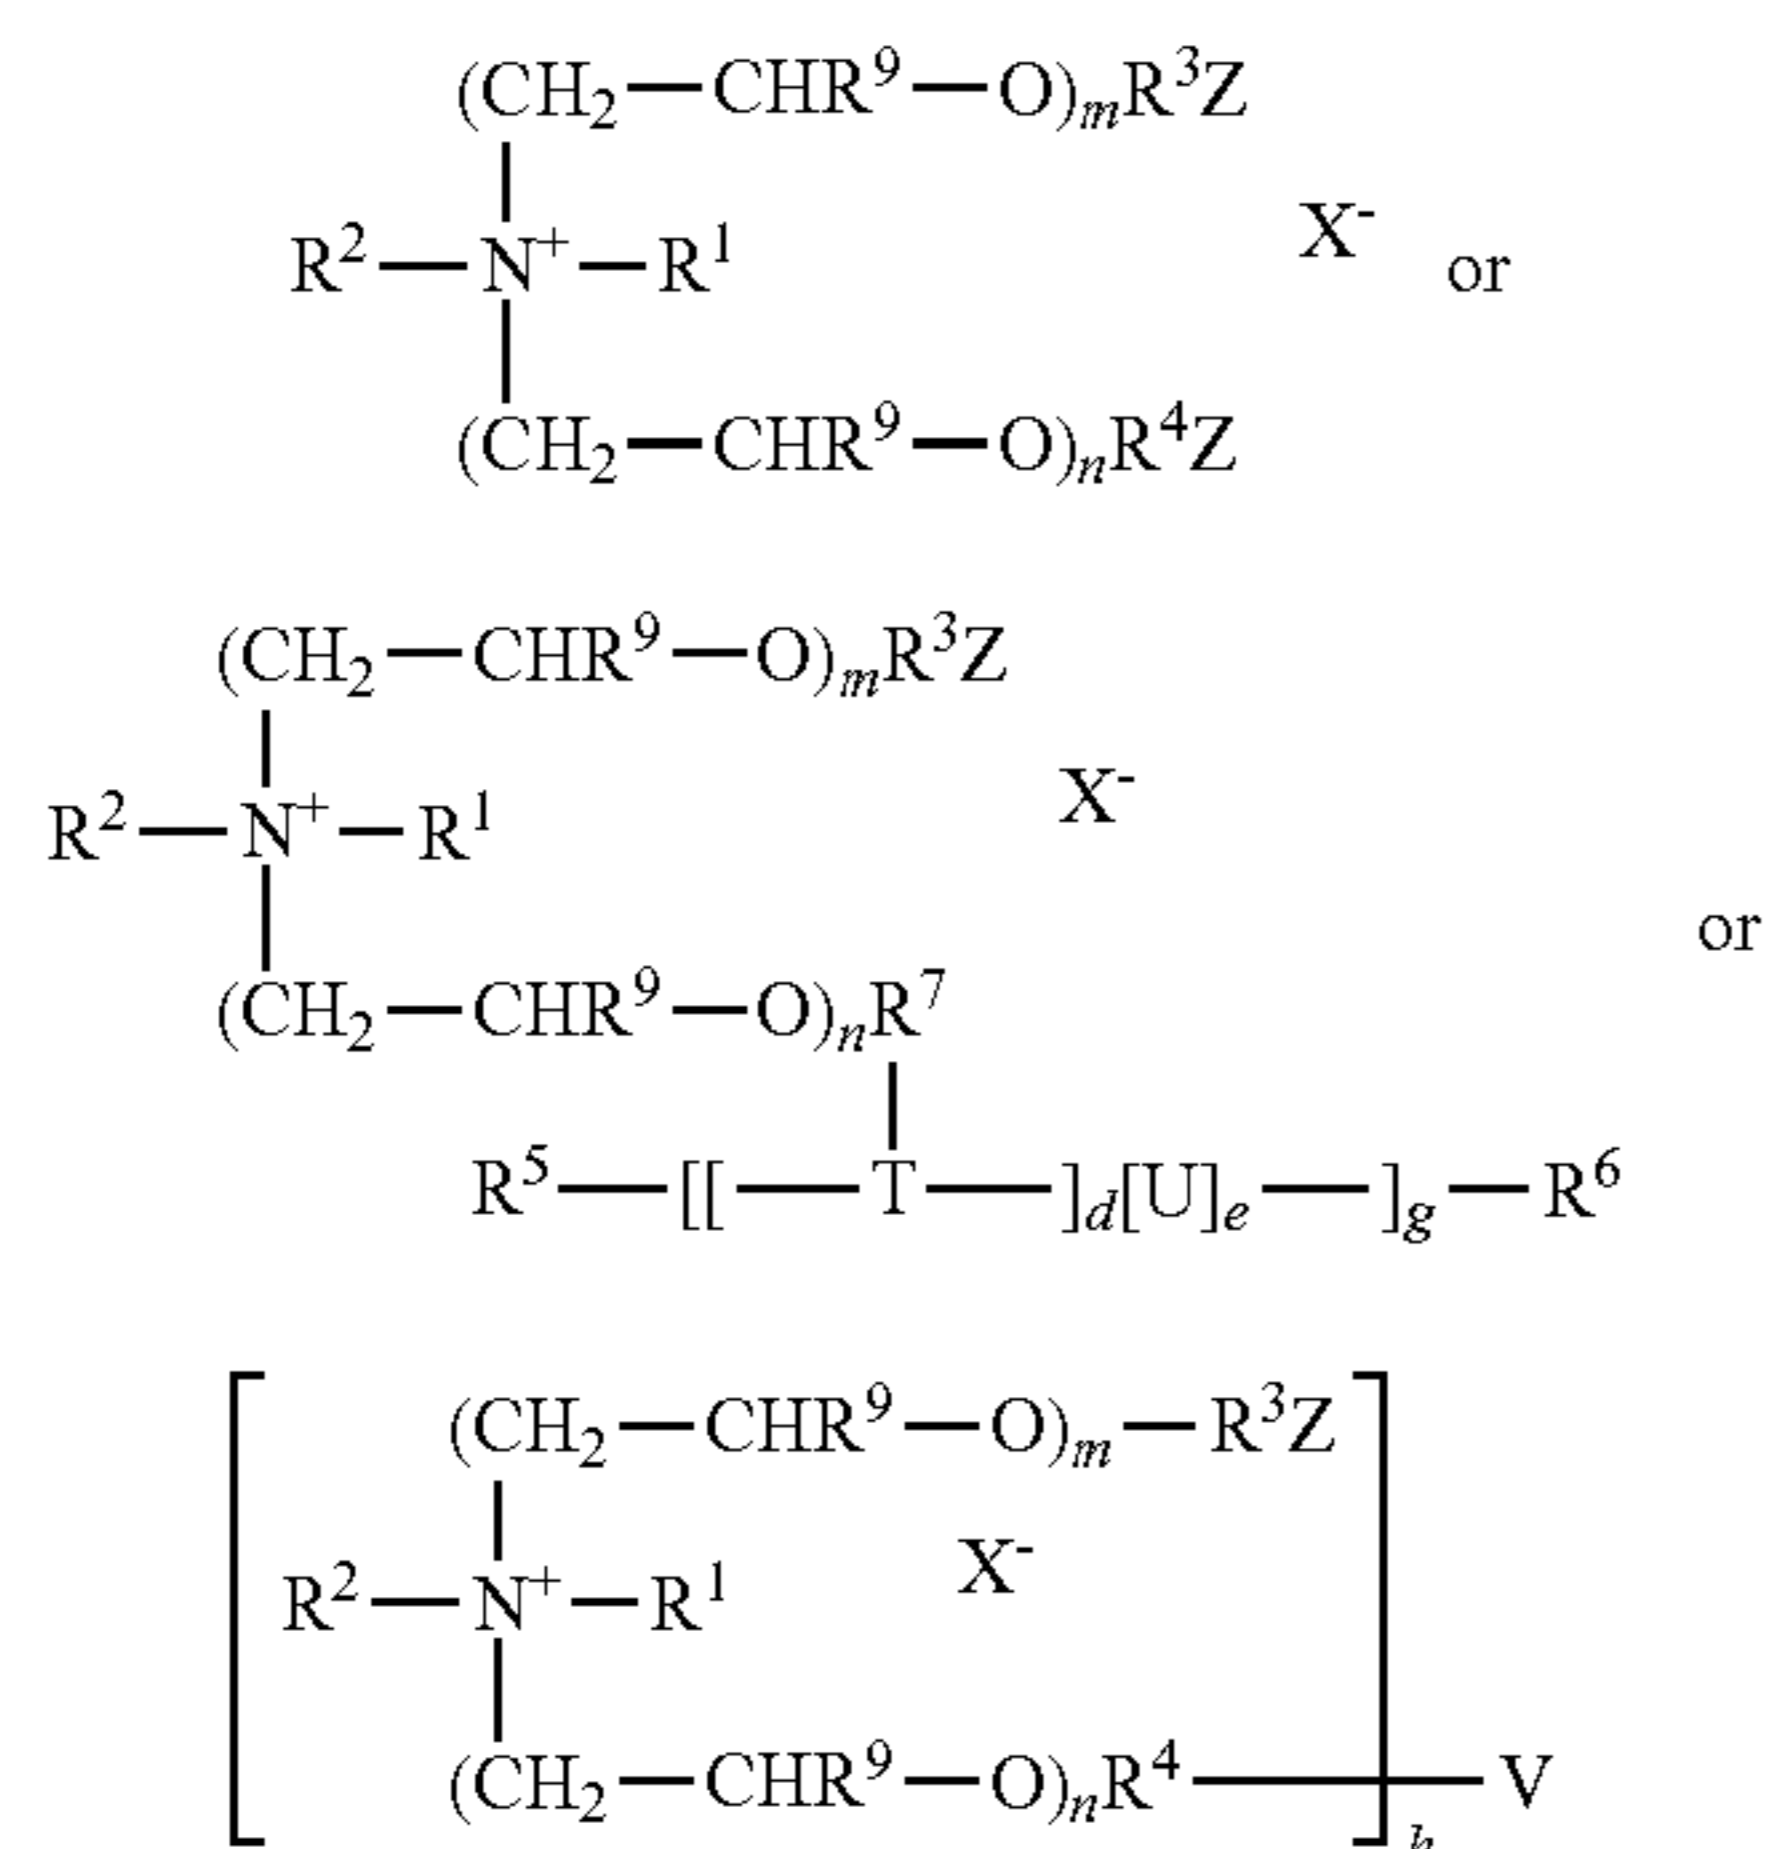 (CH₂—CHR⁹—O)ₘR³Z
X⁻
R²—N⁺—R¹ or
(CH₂—CHR⁹—O)ₙR⁴Z
(CH₂—CHR⁹—O)ₘR³Z
X⁻
R²—N⁺—R¹
or
(CH₂—CHR⁹—O)ₙR⁷
R⁵—[[—T—]d[U]e—]g—R⁶
(CH₂—CHR⁹—O)ₘ—R³Z
X⁻
R²—N⁺—R¹
(CH₂—CHR⁹—O)ₙR⁴—V